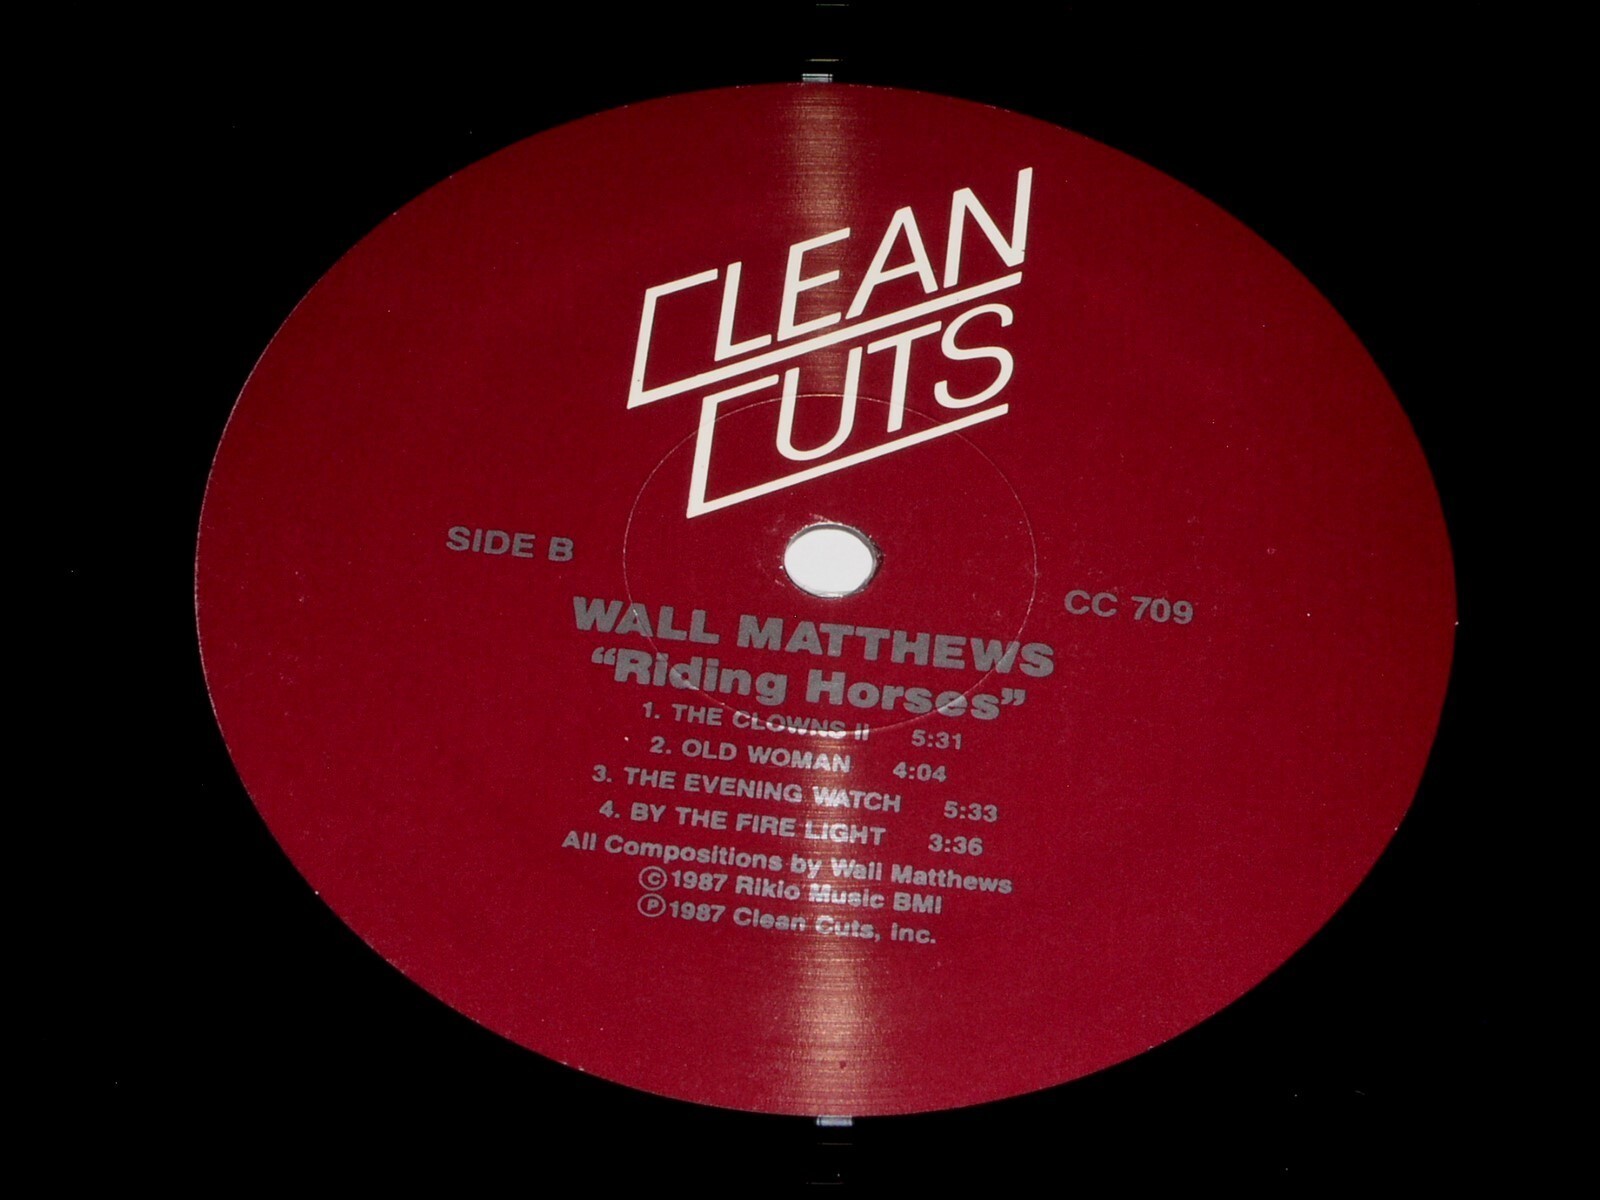 CLEAN
CUTS
SIDE B
CC 709
WALL MATTHEWS
“Riding Horses”
1. THE CLOWNS II 5:31
2. OLD WOMAN 4:04
3. THE EVENING WATCH 5:33
4. BY THE FIRE LIGHT 3:36
All Compositions by Wall Matthews
©1987 Rikio Music BMI
℗1987 Clean Cuts, Inc.